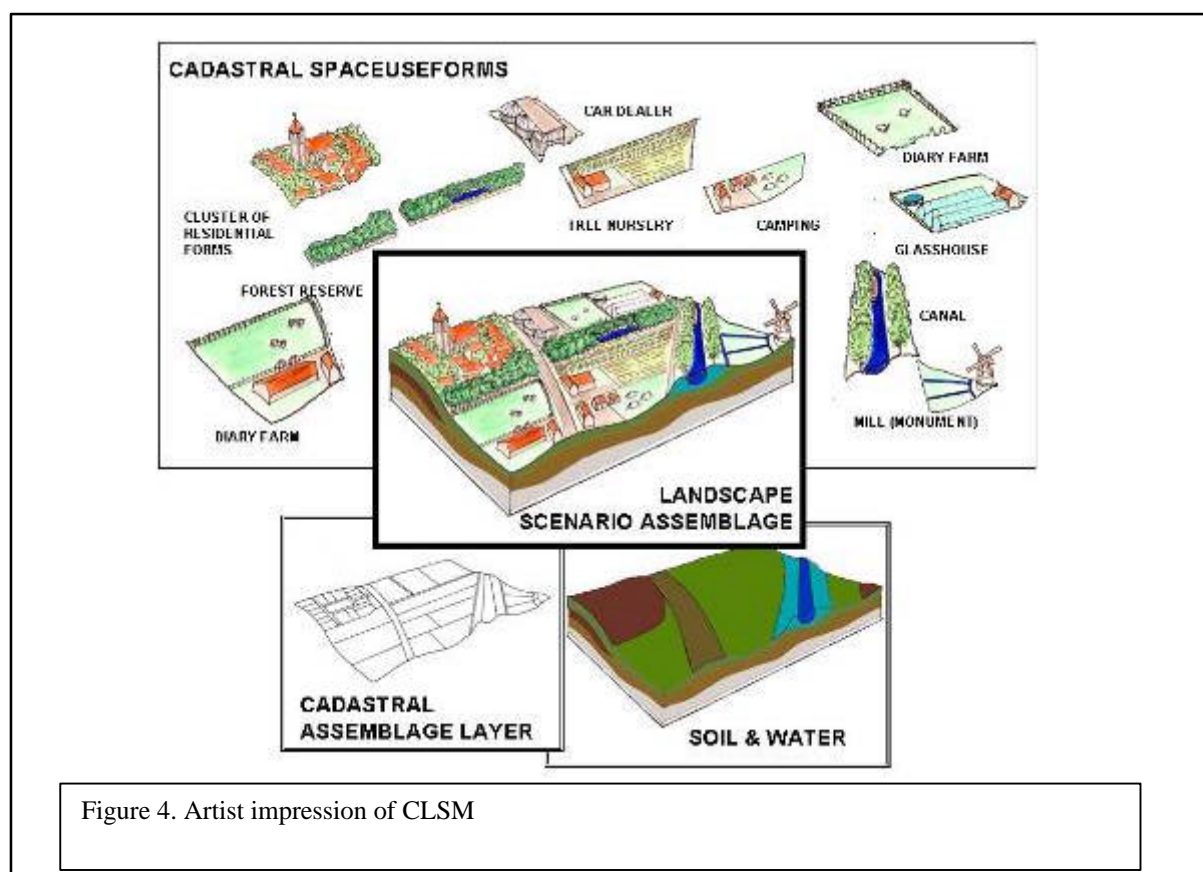 CADASTRAL SPACEUSEFORMS
CAR DEALER
DIARY FARM
CLUSTER OF
RESIDENTIAL
FORMS
TREE NURSERY
CAMPING
GLASSHOUSE
FOREST RESERVE
CANAL
DIARY FARM
MILL (MONUMENT)
LANDSCAPE
SCENARIO ASSEMBLAGE
CADASTRAL
ASSEMBLAGE LAYER
SOIL & WATER
Figure 4. Artist impression of CLSM